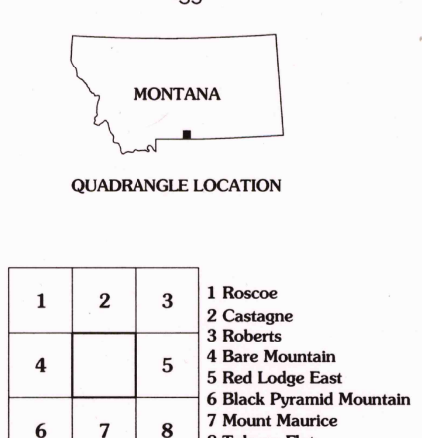 MONTANA
QUADRANGLE LOCATION
1 2 3
4 5
6 7 8
1 Roscoe
2 Castagne
3 Roberts
4 Bare Mountain
5 Red Lodge East
6 Black Pyramid Mountain
7 Mount Maurice